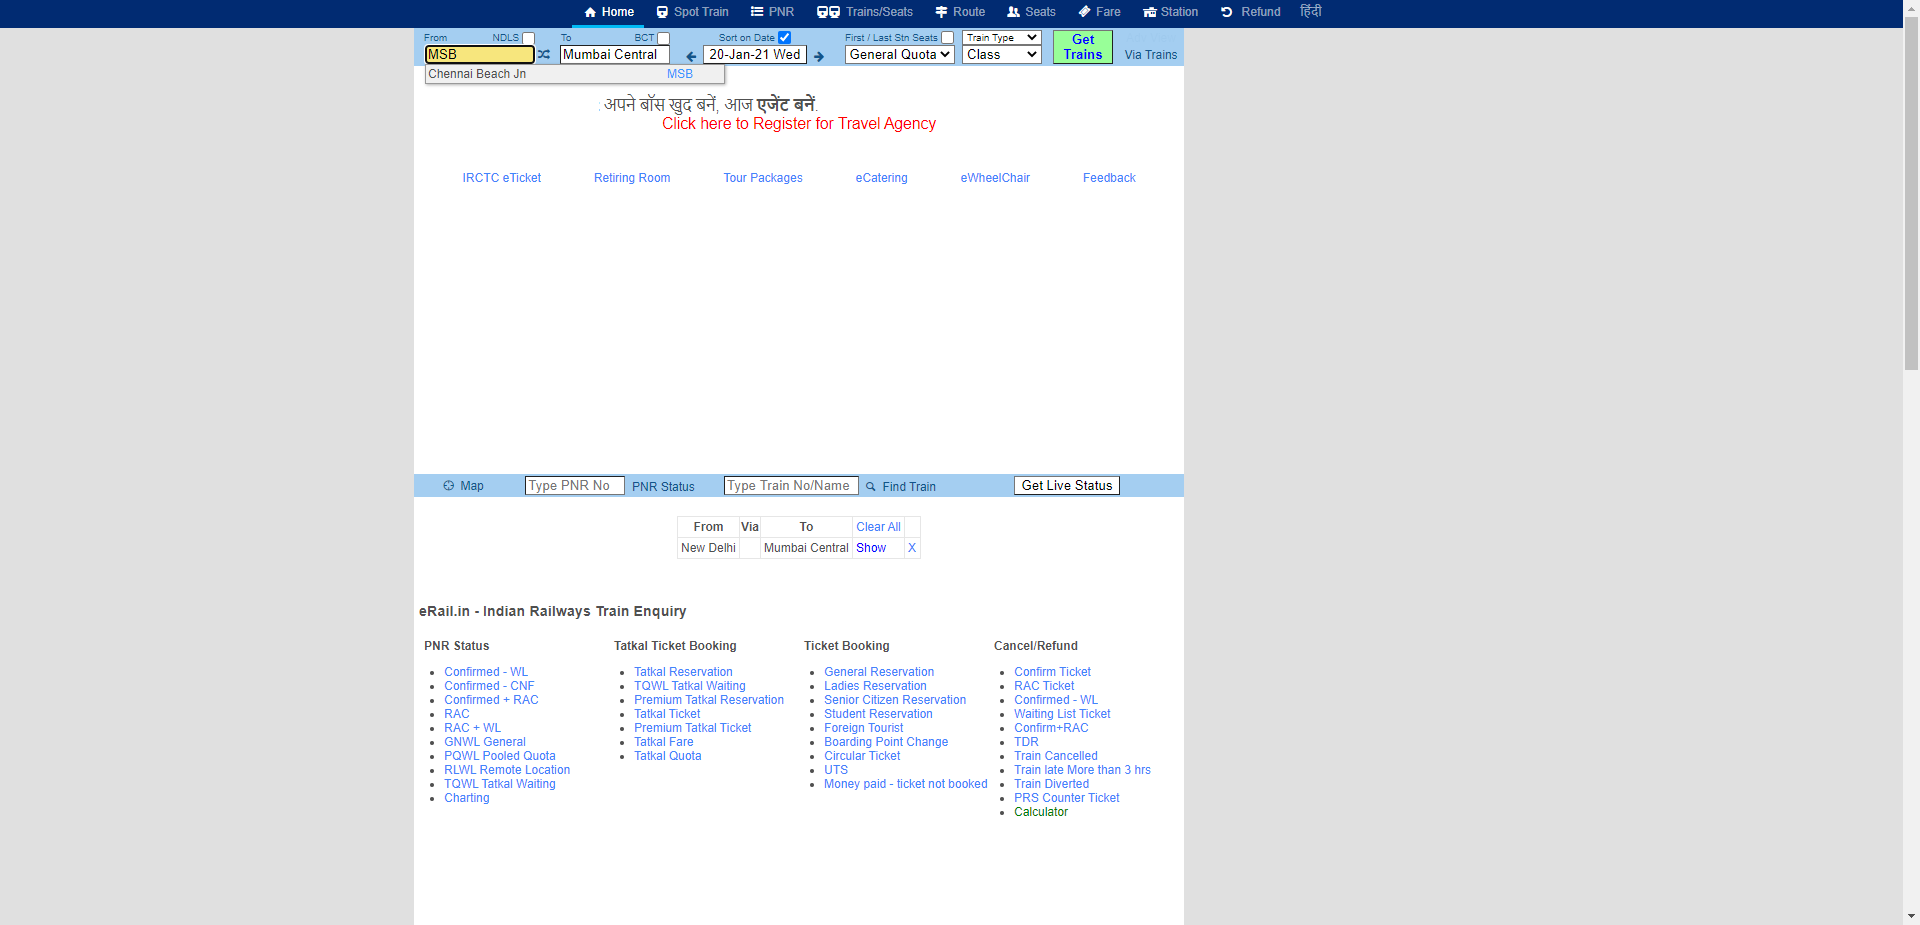 Home Spot Train PNR Trains/Seats Route Seats Fare Station Refund हिंदी
From NDLS To BCT Sort on Date First / Last Stn Seats Train Type Get Trains
MSB Mumbai Central 20-Jan-21 Wed General Quota Class Via Trains
Chennai Beach Jn MSB
: अपने बॉस खुद बनें, आज एजेंट बनें.
Click here to Register for Travel Agency
IRCTC eTicket Retiring Room Tour Packages eCatering eWheelChair Feedback
Map Type PNR No PNR Status Type Train No/Name Find Train Get Live Status
From Via To Clear All
New Delhi Mumbai Central Show X
eRail.in - Indian Railways Train Enquiry
PNR Status
Confirmed - WL
Confirmed - CNF
Confirmed + RAC
RAC
RAC + WL
GNWL General
PQWL Pooled Quota
RLWL Remote Location
TQWL Tatkal Waiting
Charting
Tatkal Ticket Booking
Tatkal Reservation
TQWL Tatkal Waiting
Premium Tatkal Reservation
Tatkal Ticket
Premium Tatkal Ticket
Tatkal Fare
Tatkal Quota
Ticket Booking
General Reservation
Ladies Reservation
Senior Citizen Reservation
Student Reservation
Foreign Tourist
Boarding Point Change
Circular Ticket
UTS
Money paid - ticket not booked
Cancel/Refund
Confirm Ticket
RAC Ticket
Confirmed - WL
Waiting List Ticket
Confirm+RAC
TDR
Train Cancelled
Train late More than 3 hrs
Train Diverted
PRS Counter Ticket
Calculator